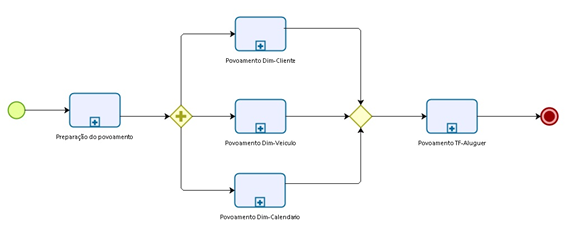 Povoamento Dim-Cliente
Preparação do povoamento
Povoamento Dim-Veiculo
Povoamento TF-Aluguer
Povoamento Dim-Calendario